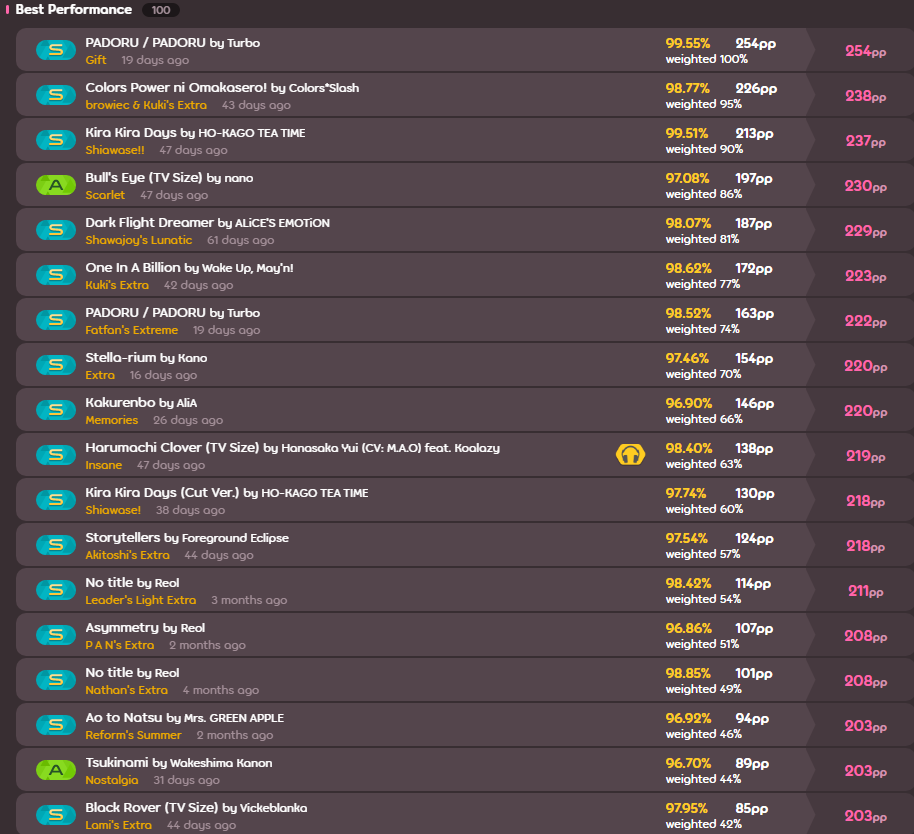 Best Performance 100
S PADORU / PADORU by Turbo 99.55% 254pp 254pp
Gift 19 days ago weighted 100%
S Colors Power ni Omakasero! by Colors*Slash 98.77% 226pp 238pp
browiec & Kuki's Extra 43 days ago weighted 95%
S Kira Kira Days by HO-KAGO TEA TIME 99.51% 213pp 237pp
Shiawase!! 47 days ago weighted 90%
A Bull's Eye (TV Size) by nano 97.08% 197pp 230pp
Scarlet 47 days ago weighted 86%
S Dark Flight Dreamer by ALiCE'S EMOTiON 98.07% 187pp 229pp
Shawajoy's Lunatic 61 days ago weighted 81%
S One In A Billion by Wake Up, May'n! 98.62% 172pp 223pp
Kuki's Extra 42 days ago weighted 77%
S PADORU / PADORU by Turbo 98.52% 163pp 222pp
Fatfan's Extreme 19 days ago weighted 74%
S Stella-rium by Kano 97.46% 154pp 220pp
Extra 16 days ago weighted 70%
S Kakurenbo by AliA 96.90% 146pp 220pp
Memories 26 days ago weighted 66%
S Harumachi Clover (TV Size) by Hanasaka Yui (CV: M.A.O) feat. Koalazy 98.40% 138pp 219pp
Insane 47 days ago weighted 63%
S Kira Kira Days (Cut Ver.) by HO-KAGO TEA TIME 97.74% 130pp 218pp
Shiawase! 38 days ago weighted 60%
S Storytellers by Foreground Eclipse 97.54% 124pp 218pp
Akitoshi's Extra 44 days ago weighted 57%
S No title by Reol 98.42% 114pp 211pp
Leader's Light Extra 3 months ago weighted 54%
S Asymmetry by Reol 96.86% 107pp 208pp
P A N's Extra 2 months ago weighted 51%
S No title by Reol 98.85% 101pp 208pp
Nathan's Extra 4 months ago weighted 49%
S Ao to Natsu by Mrs. GREEN APPLE 96.92% 94pp 203pp
Reform's Summer 2 months ago weighted 46%
A Tsukinami by Wakeshima Kanon 96.70% 89pp 203pp
Nostalgia 31 days ago weighted 44%
S Black Rover (TV Size) by Vickeblanka 97.95% 85pp 203pp
Lami's Extra 44 days ago weighted 42%